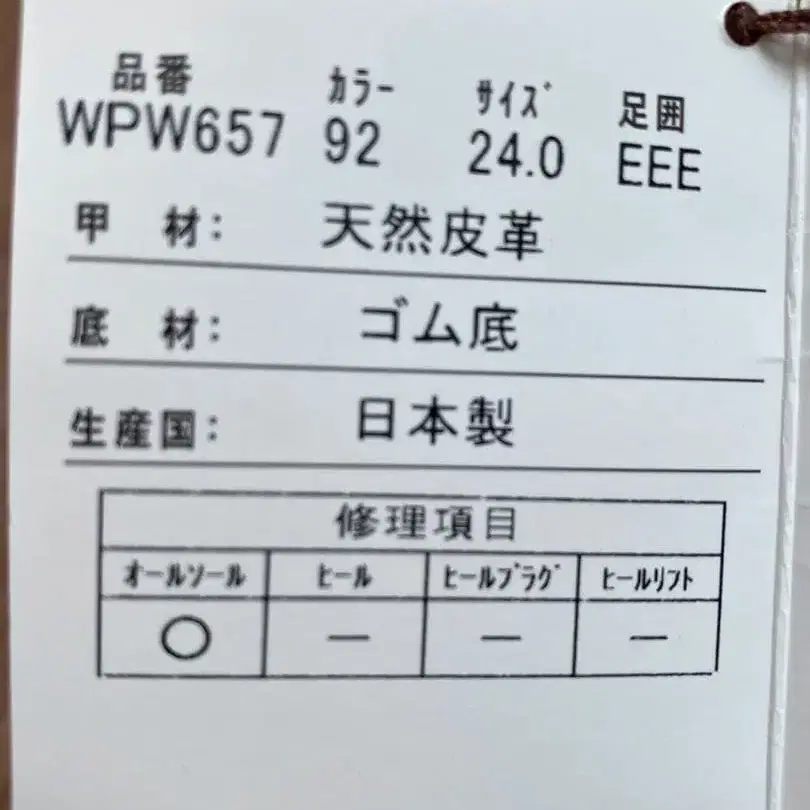 品番 カラー サイズ 足囲
WPW657 92 24.0 EEE
甲 材: 天然皮革
底 材: ゴム底
生産国: 日本製
修理項目
オールソール ヒール ヒールプラグ ヒールリフト
〇 ー ー ー